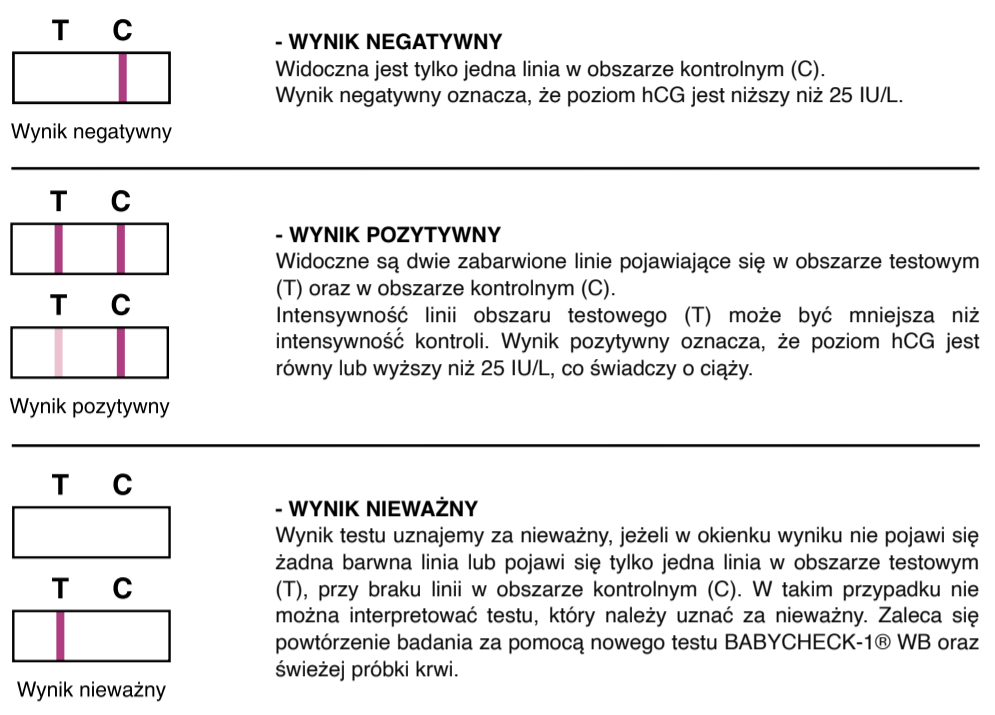 T C
- WYNIK NEGATYWNY
Widoczna jest tylko jedna linia w obszarze kontrolnym (C).
Wynik negatywny oznacza, że poziom hCG jest niższy niż 25 IU/L.
Wynik negatywny
T C
- WYNIK POZYTYWNY
Widoczne są dwie zabarwione linie pojawiające się w obszarze testowym
(T) oraz w obszarze kontrolnym (C).
T C
Intensywność linii obszaru testowego (T) może być mniejsza niż
intensywność́ kontroli. Wynik pozytywny oznacza, że poziom hCG jest
równy lub wyższy niż 25 IU/L, co świadczy o ciąży.
Wynik pozytywny
T C
- WYNIK NIEWAŻNY
Wynik testu uznajemy za nieważny, jeżeli w okienku wyniku nie pojawi się
żadna barwna linia lub pojawi się tylko jedna linia w obszarze testowym
(T), przy braku linii w obszarze kontrolnym (C). W takim przypadku nie
T C
można interpretować testu, który należy uznać za nieważny. Zaleca się
powtórzenie badania za pomocą nowego testu BABYCHECK-1® WB oraz
świeżej próbki krwi.
Wynik nieważny